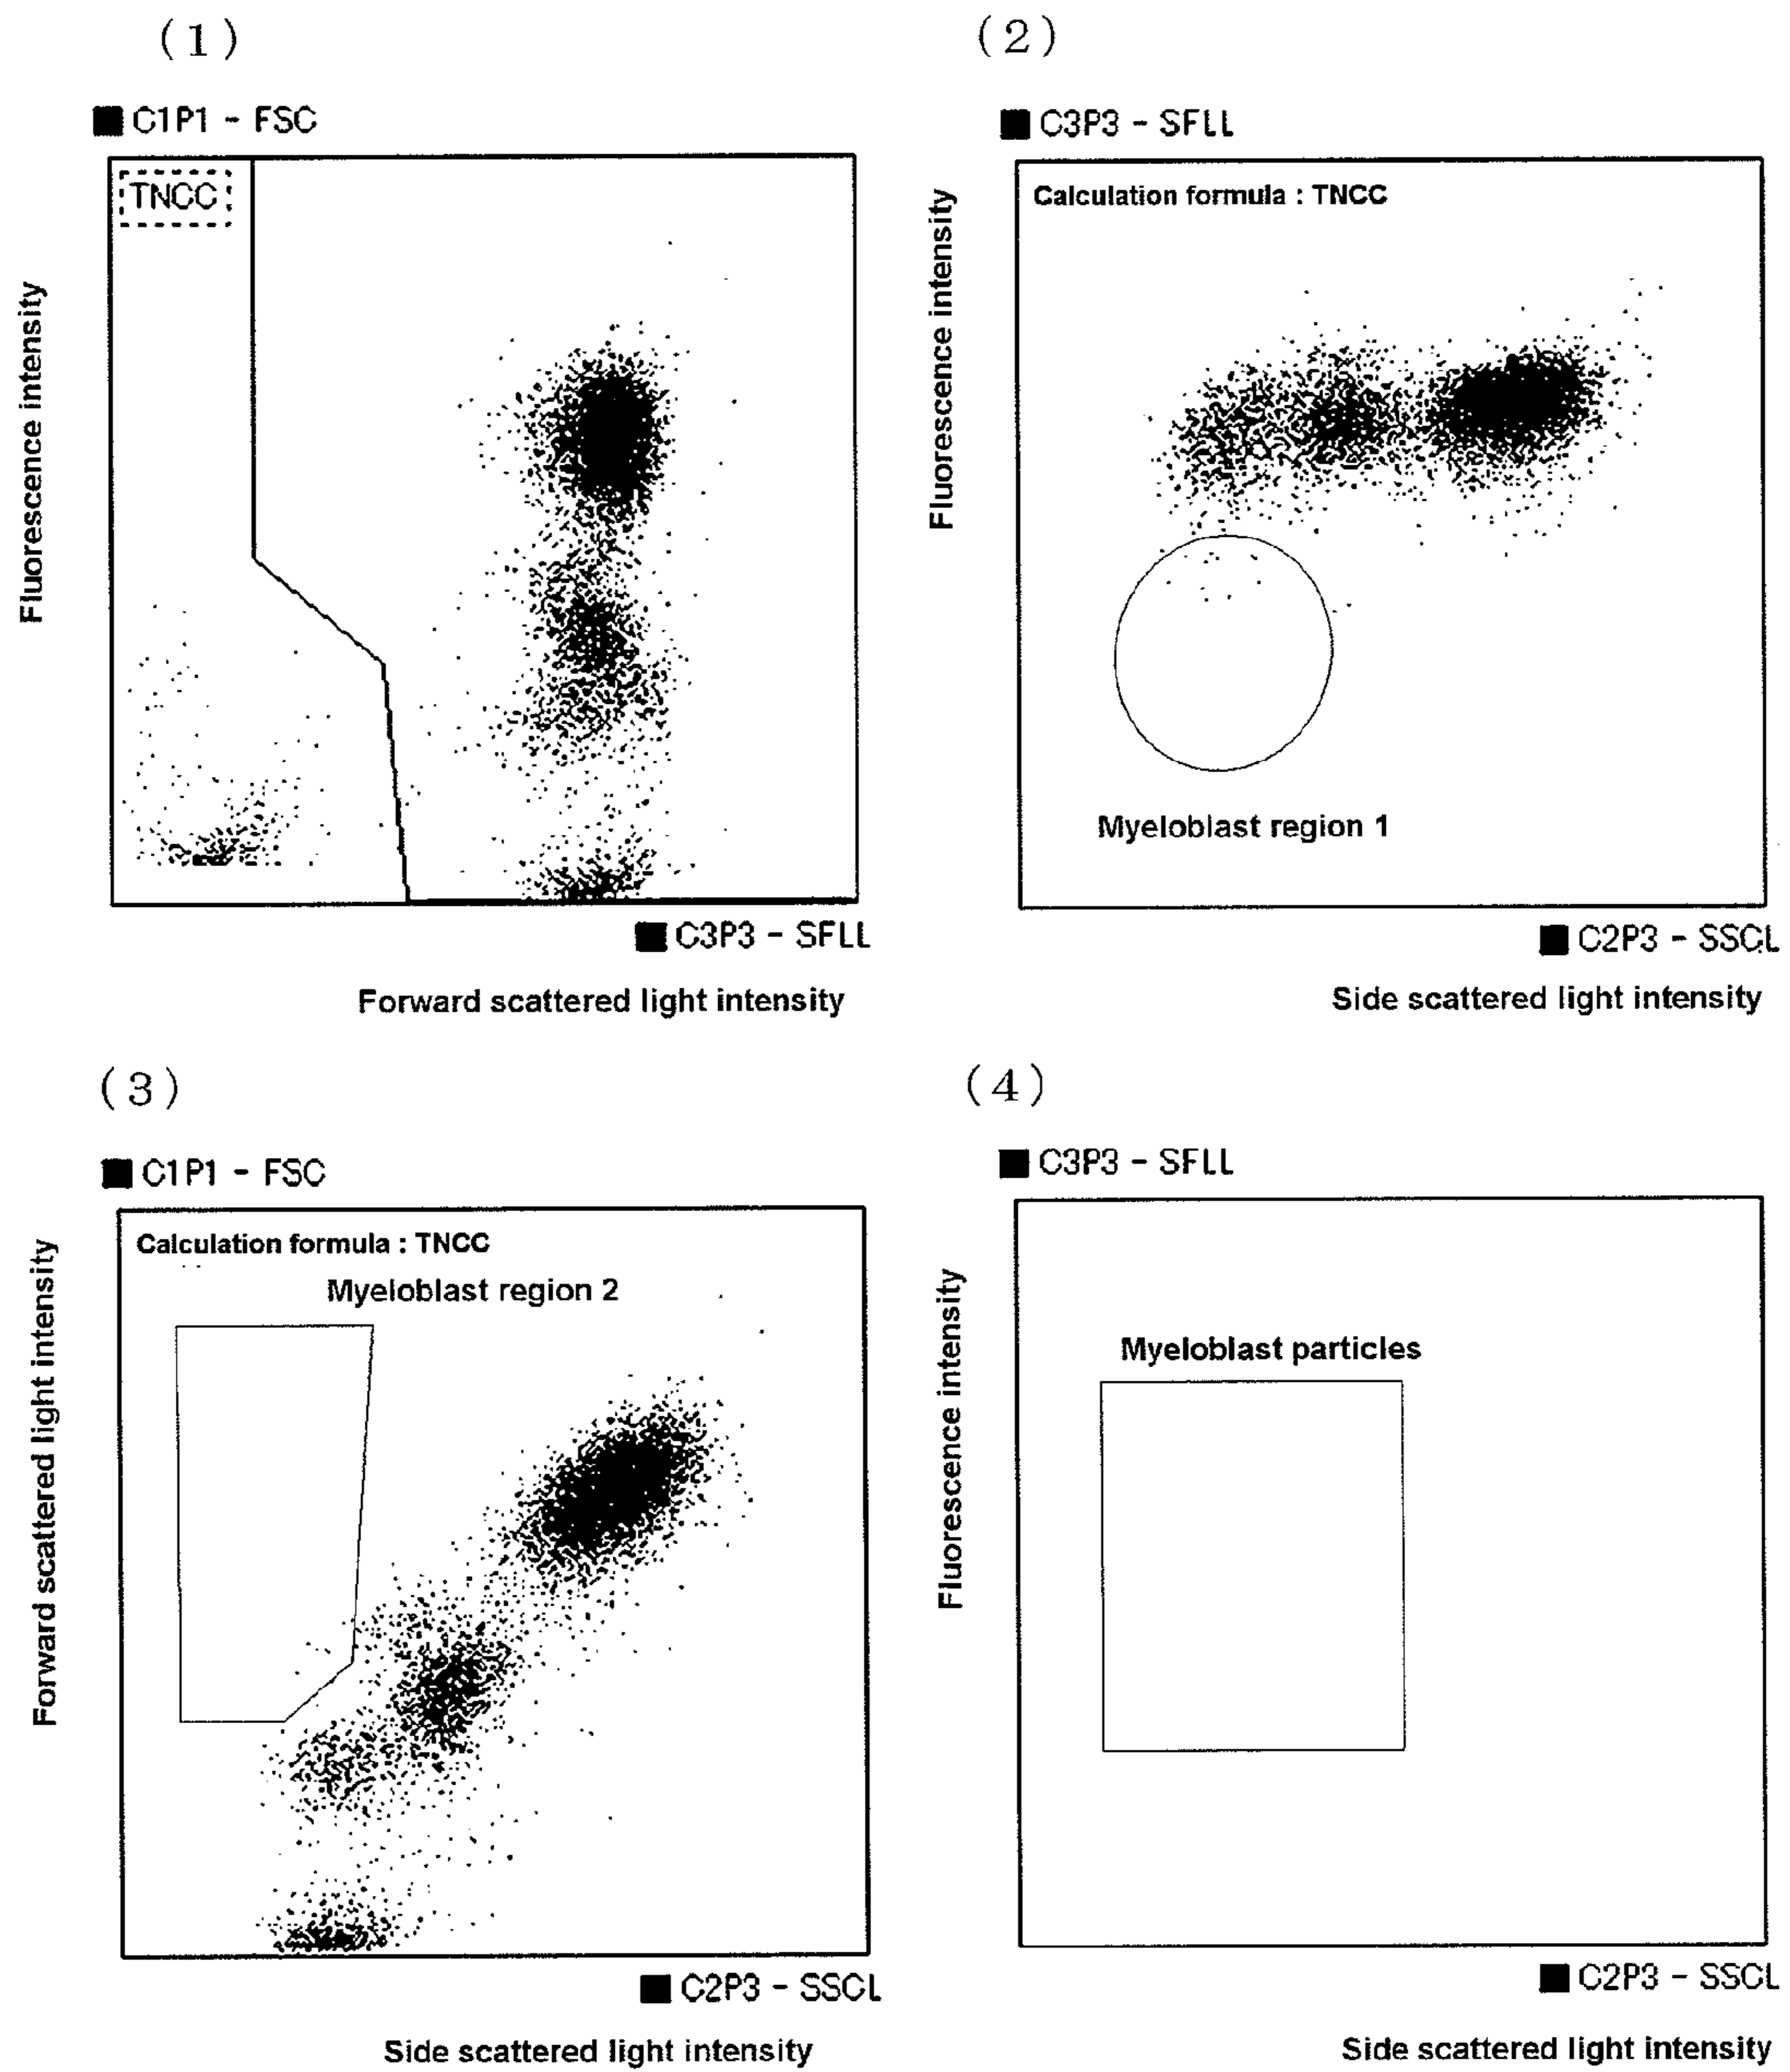 (1)
C1P1 - FSC
TNCC
Fluorescence intensity
C3P3 - SFLL
Forward scattered light intensity
(2)
C3P3 - SFLL
Calculation formula : TNCC
Fluorescence intensity
Myeloblast region 1
C2P3 - SSCL
Side scattered light intensity
(3)
C1P1 - FSC
Calculation formula : TNCC
Myeloblast region 2
Forward scattered light intensity
C2P3 - SSCL
Side scattered light intensity
(4)
C3P3 - SFLL
Myeloblast particles
Fluorescence intensity
C2P3 - SSCL
Side scattered light intensity